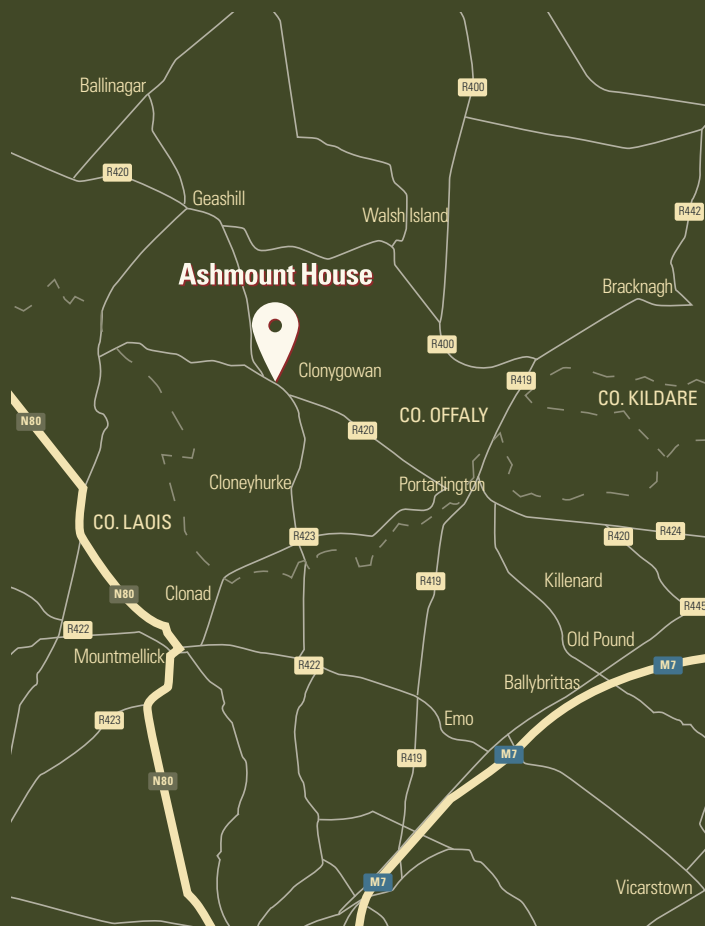 Ballinagar
R400
R420
Geashill
Walsh Island
R442
Ashmount House
Bracknagh
R400
Clonygowan
R419
CO. KILDARE
CO. OFFALY
N80
R420
Cloneyhurke
Portarlington
CO. LAOIS
R423
R420
R424
R419
Killenard
N80
Clonad
R445
R422
Old Pound
Mountmellick
R422
M7
Ballybrittas
R423
Emo
R419
M7
N80
M7
Vicarstown